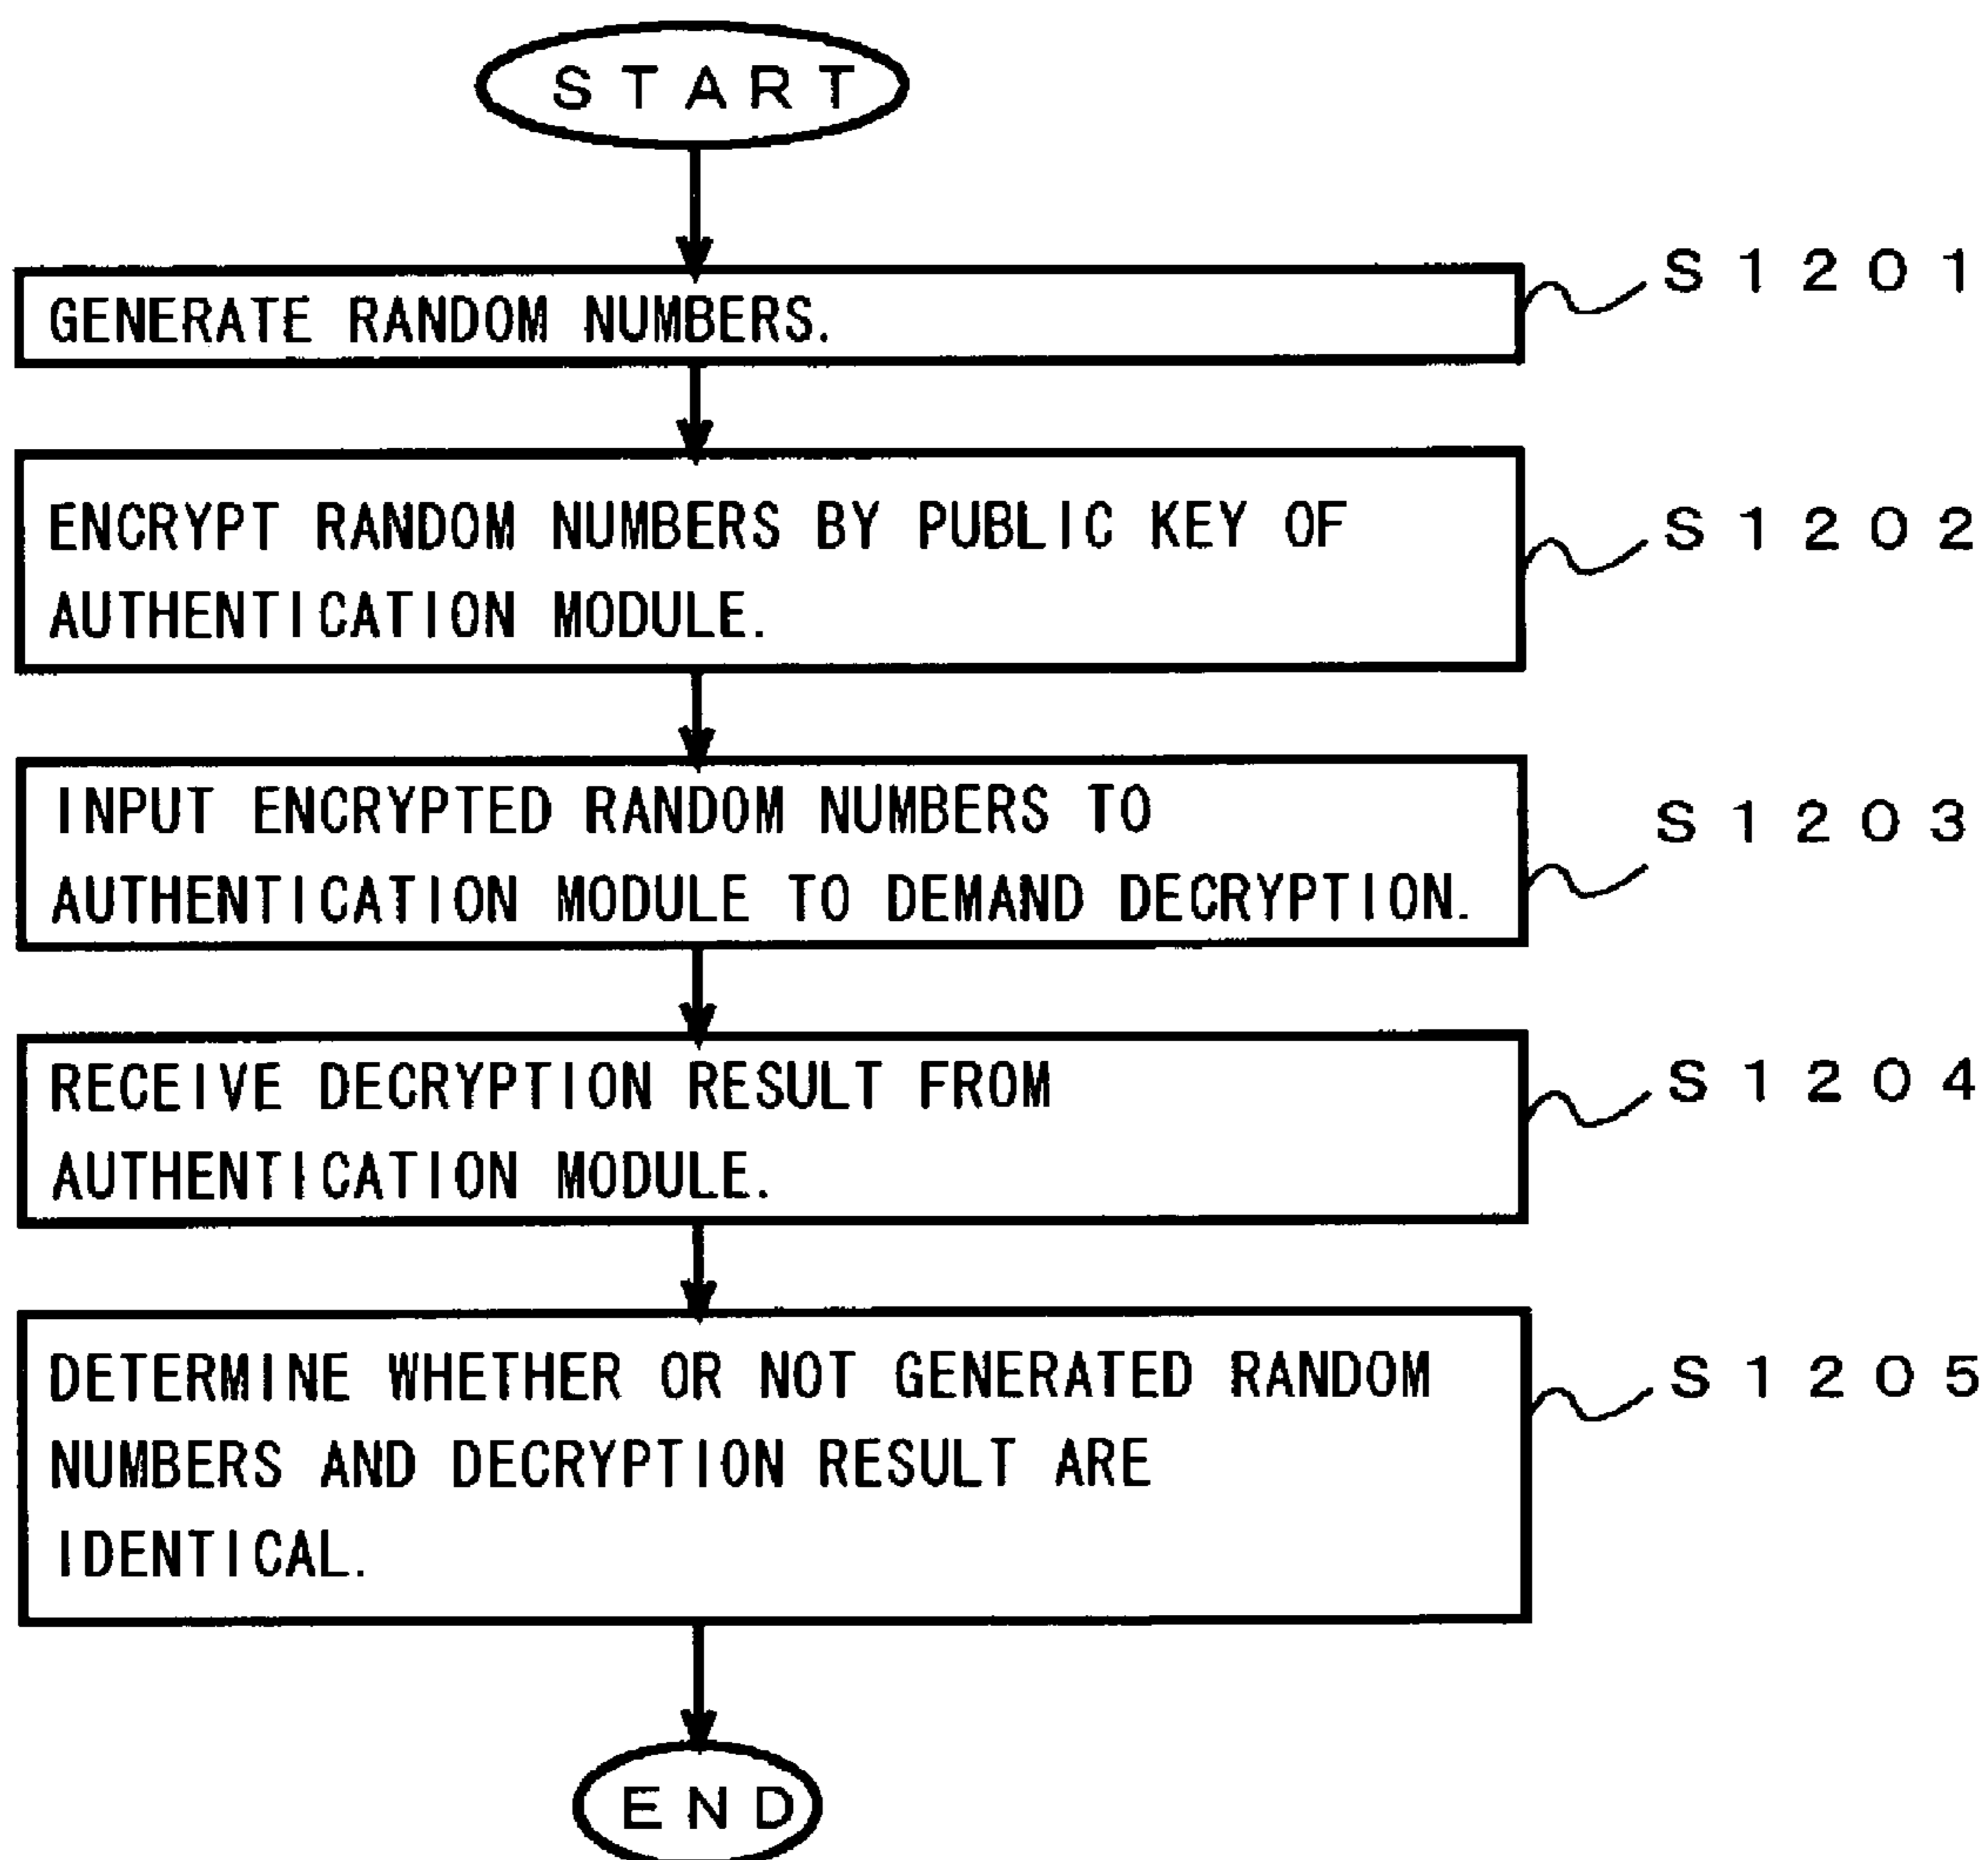 START
GENERATE RANDOM NUMBERS.
S1201
ENCRYPT RANDOM NUMBERS BY PUBLIC KEY OF
AUTHENTICATION MODULE.
S1202
INPUT ENCRYPTED RANDOM NUMBERS TO
AUTHENTICATION MODULE TO DEMAND DECRYPTION.
S1203
RECEIVE DECRYPTION RESULT FROM
AUTHENTICATION MODULE.
S1204
DETERMINE WHETHER OR NOT GENERATED RANDOM
NUMBERS AND DECRYPTION RESULT ARE
IDENTICAL.
S1205
END